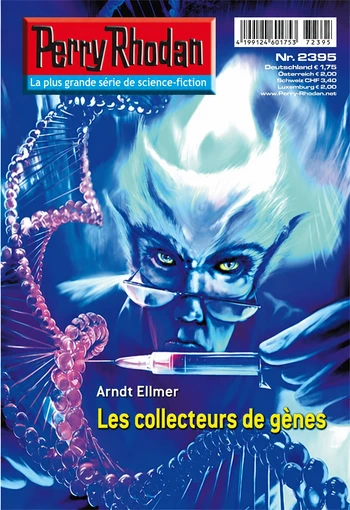 Perry Rhodan
La plus grande série de science-fiction
4 199124 601753
72395
Nr. 2395
Deutschland € 1,75
Österreich € 2,00
Schweiz CHF 3,40
Luxemburg € 2,00
www.Perry-Rhodan.net
Arndt Ellmer
Les collecteurs de gènes